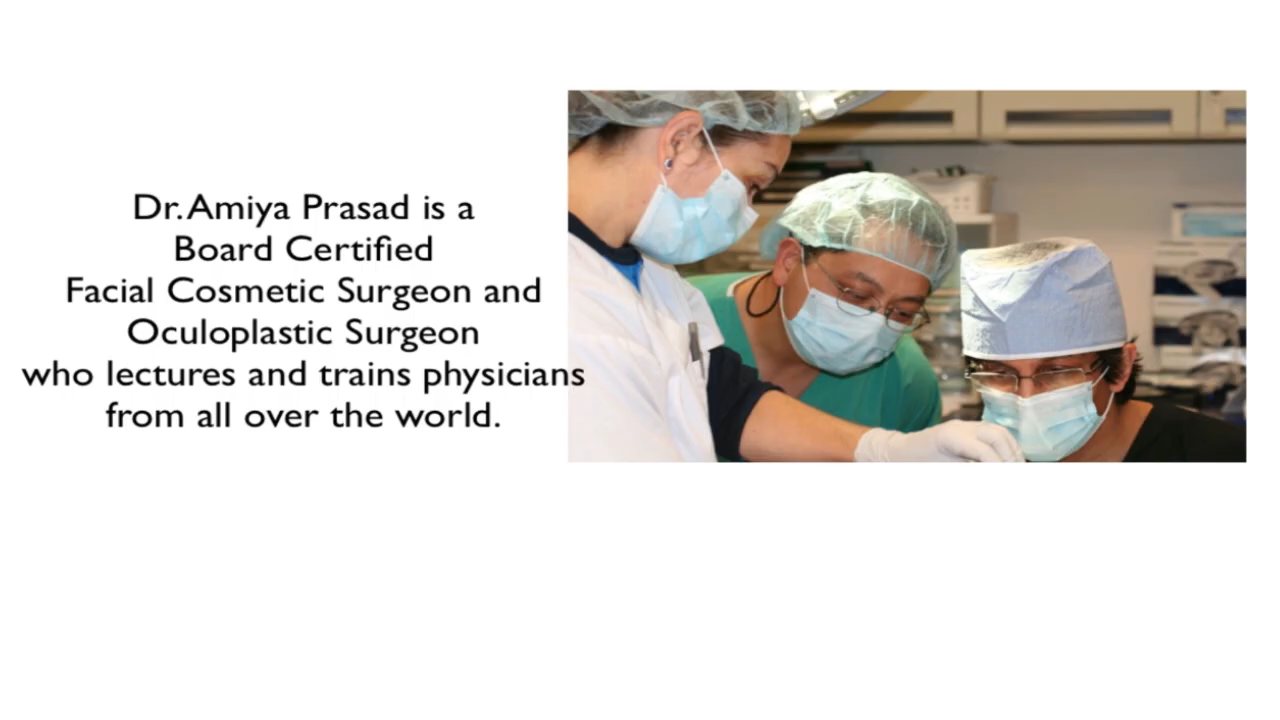 Dr. Amiya Prasad is a
Board Certified
Facial Cosmetic Surgeon and
Oculoplastic Surgeon
who lectures and trains physicians
from all over the world.